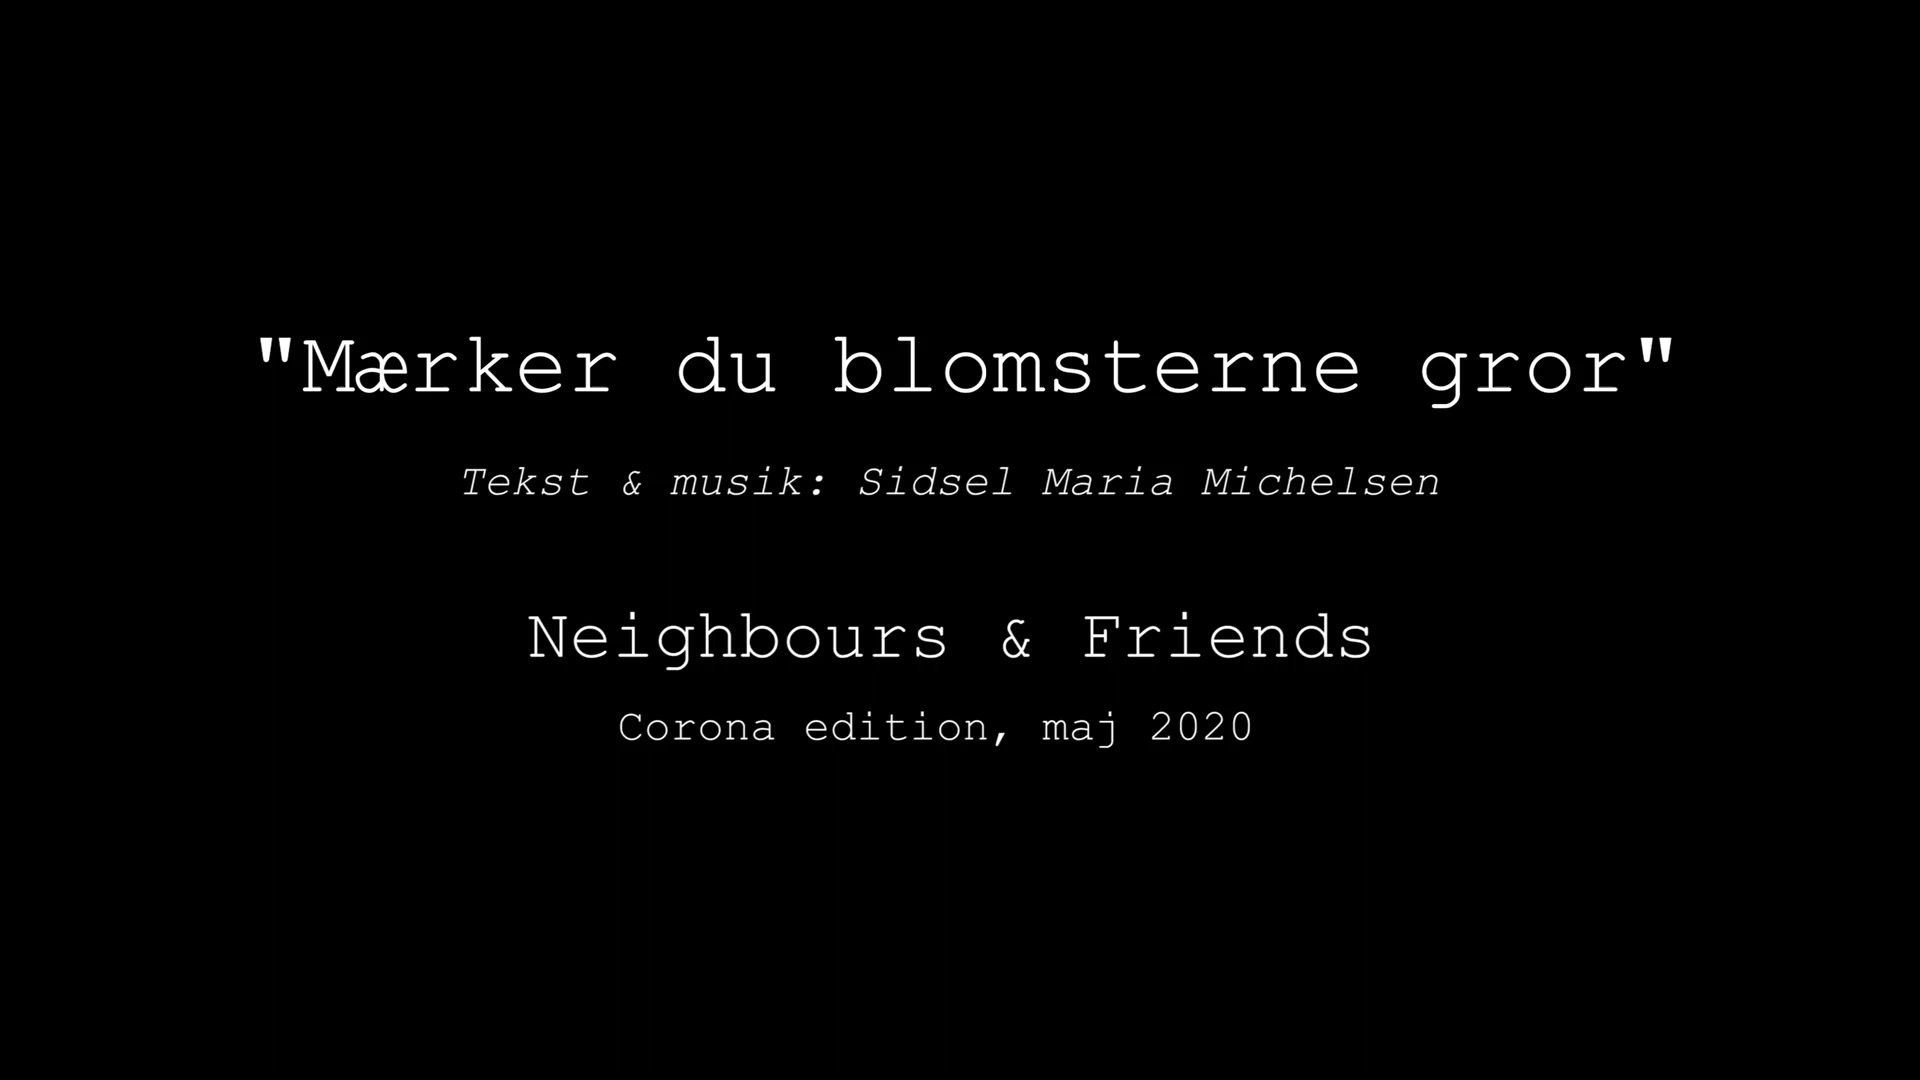 "Mærker du blomsterne gror"
Tekst & musik: Sidsel Maria Michelsen
Neighbours & Friends
Corona edition, maj 2020